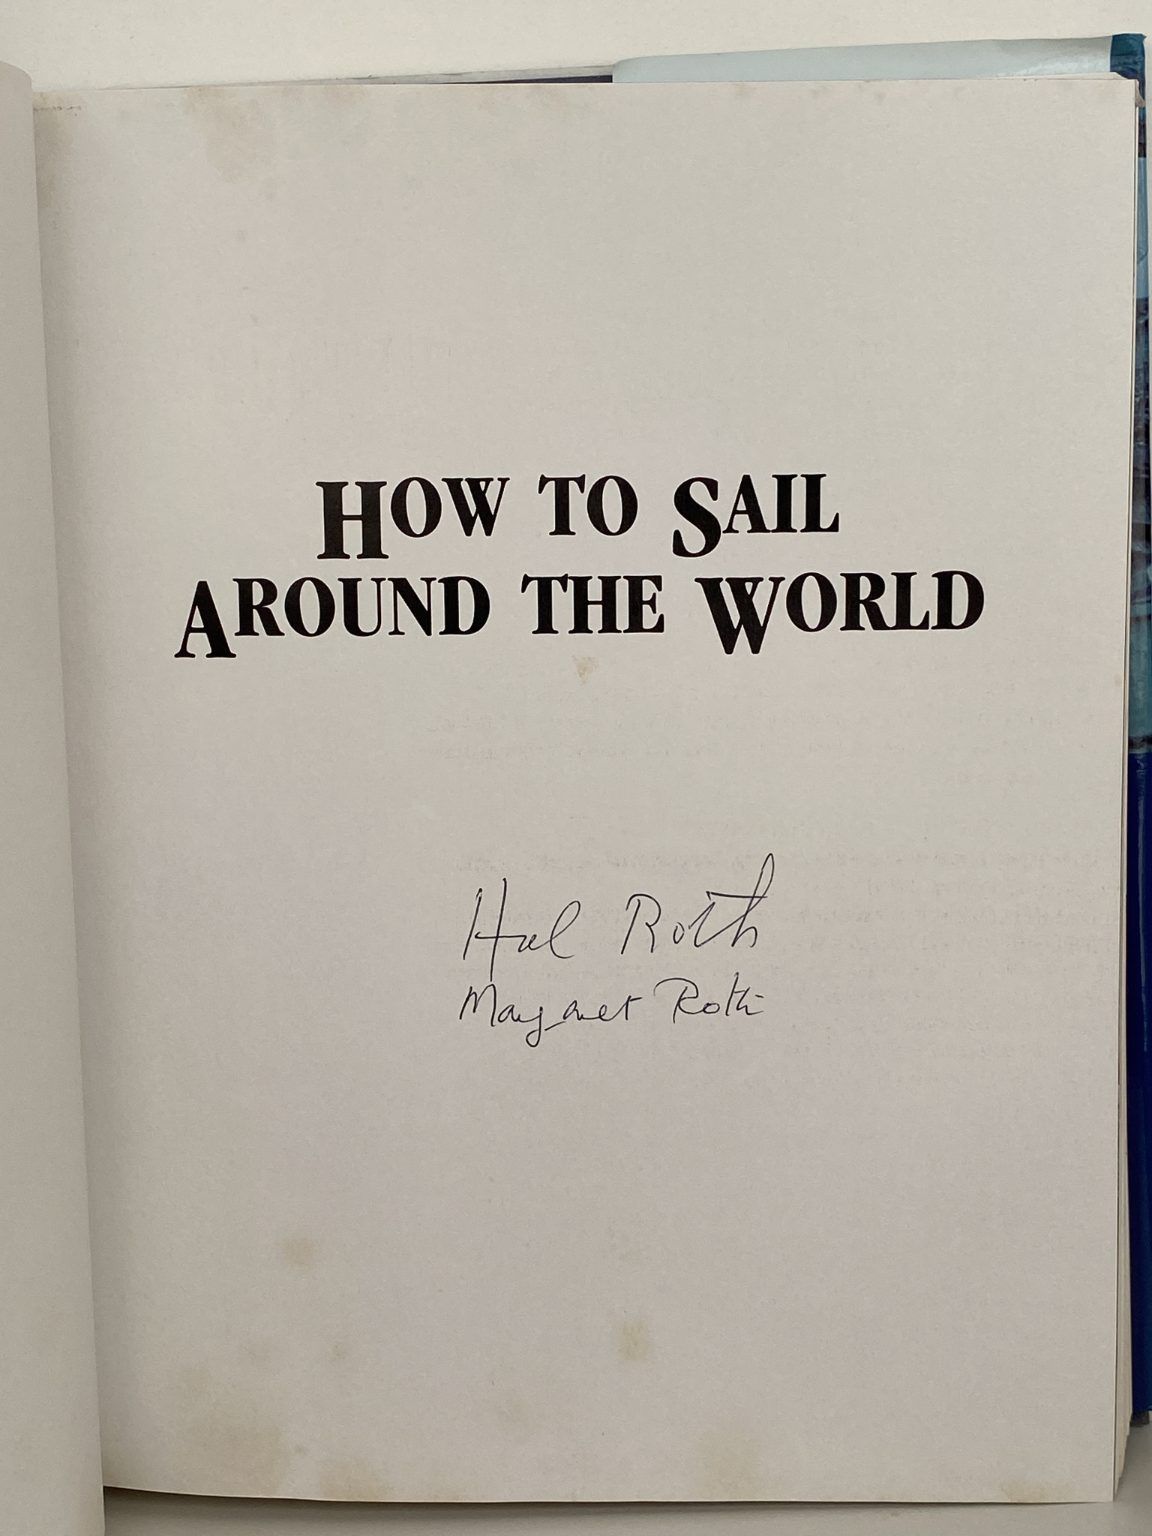 HOW TO SAIL
AROUND THE WORLD
Hal Roth
Margaret Roth